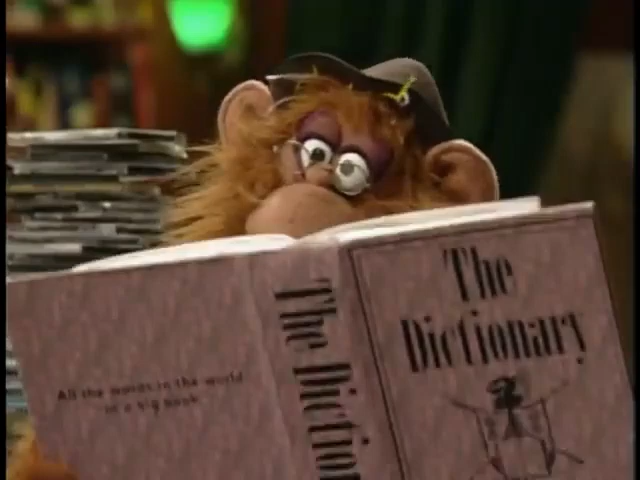 All the words in the world
in a big book
The Diction
The
Dictionary